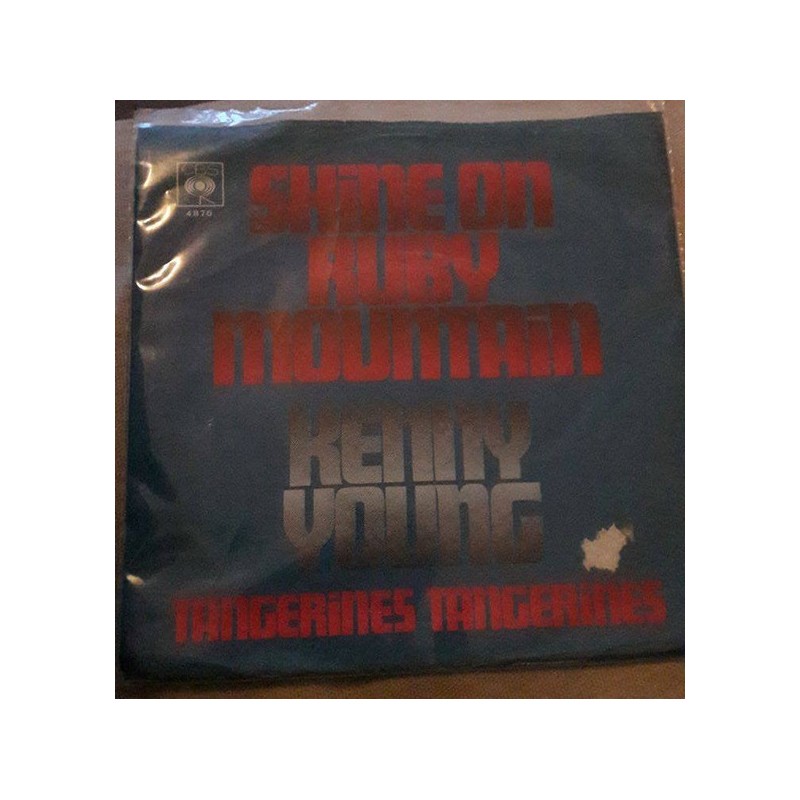 CBS
4870
SHiNE ON
RUBY
MOUNTAiN
KENNY
YOUNG
TANGERiNES TANGERiNES